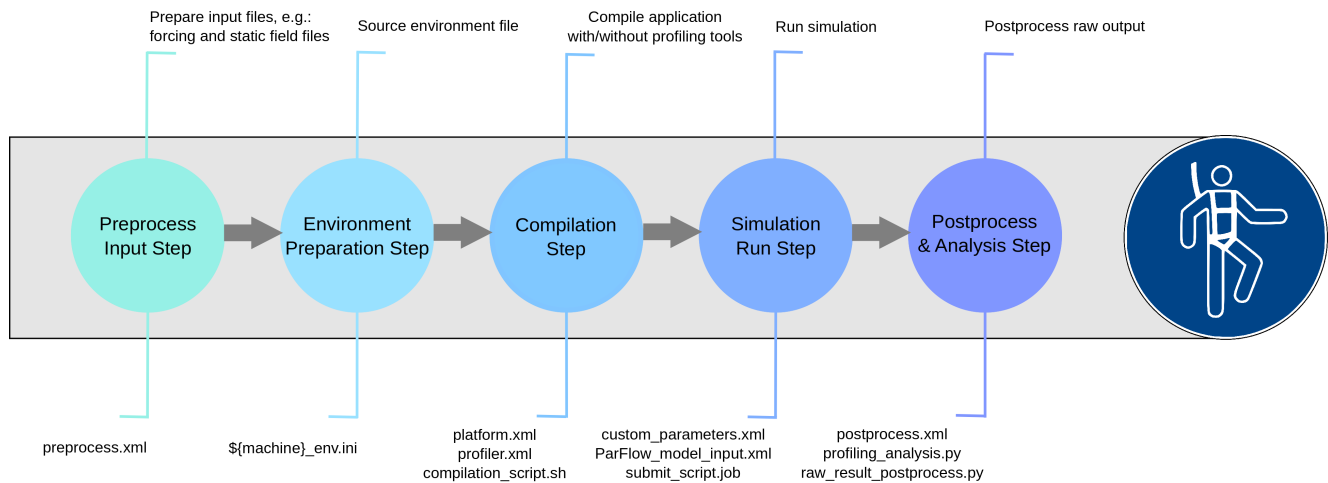 Prepare input files, e.g.:
forcing and static field files
Source environment file
Compile application
with/without profiling tools
Run simulation
Postprocess raw output
Preprocess
Input Step
Environment
Preparation Step
Compilation
Step
Simulation
Run Step
Postprocess
& Analysis Step
preprocess.xml
${machine}_env.ini
platform.xml
profiler.xml
compilation_script.sh
custom_parameters.xml
ParFlow_model_input.xml
submit_script.job
postprocess.xml
profiling_analysis.py
raw_result_postprocess.py